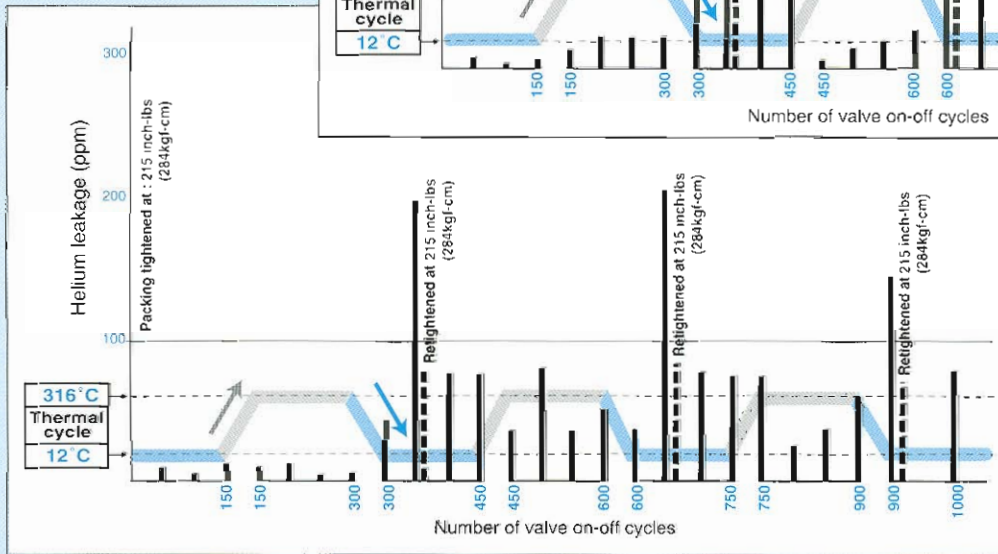 Thermal
cycle
12°C
150
150
300
300
450
450
600
600
Number of valve on-off cycles
Helium leakage (ppm)
300
200
100
Packing tightened at : 215 inch-lbs
(284kgf-cm)
Retightened at 215 inch-lbs
(284kgf-cm)
Retightened at 215 inch-lbs
(284kgf-cm)
Retightened at 215 inch-lbs
(284kgf-cm)
316°C
Thermal
cycle
12°C
150
150
300
300
450
450
600
600
750
750
900
900
1000
Number of valve on-off cycles